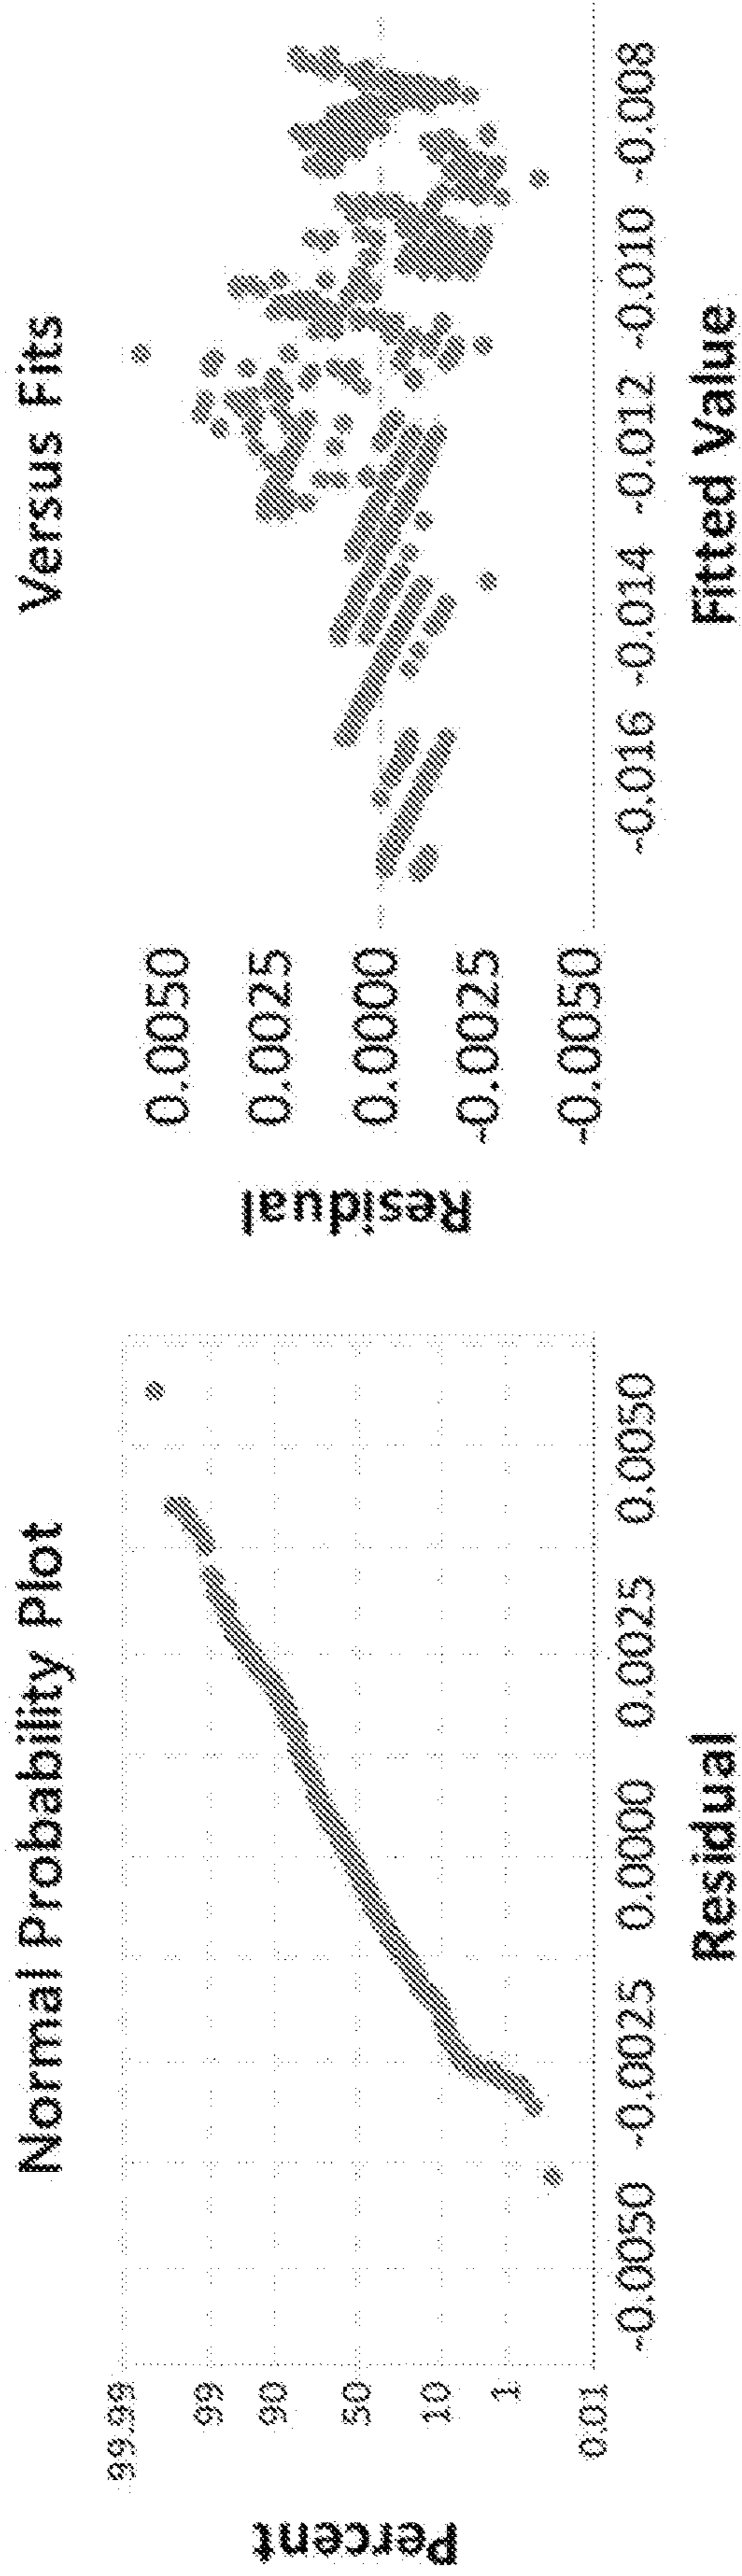 Normal Probability Plot
Percent
99.99
99
90
50
10
1
0.01
-0.0050 -0.0025 0.0000 0.0025 0.0050
Residual
Versus Fits
Residual
0.0050
0.0025
0.0000
-0.0025
-0.0050
-0.016 -0.014 -0.012 -0.010 -0.008
Fitted Value